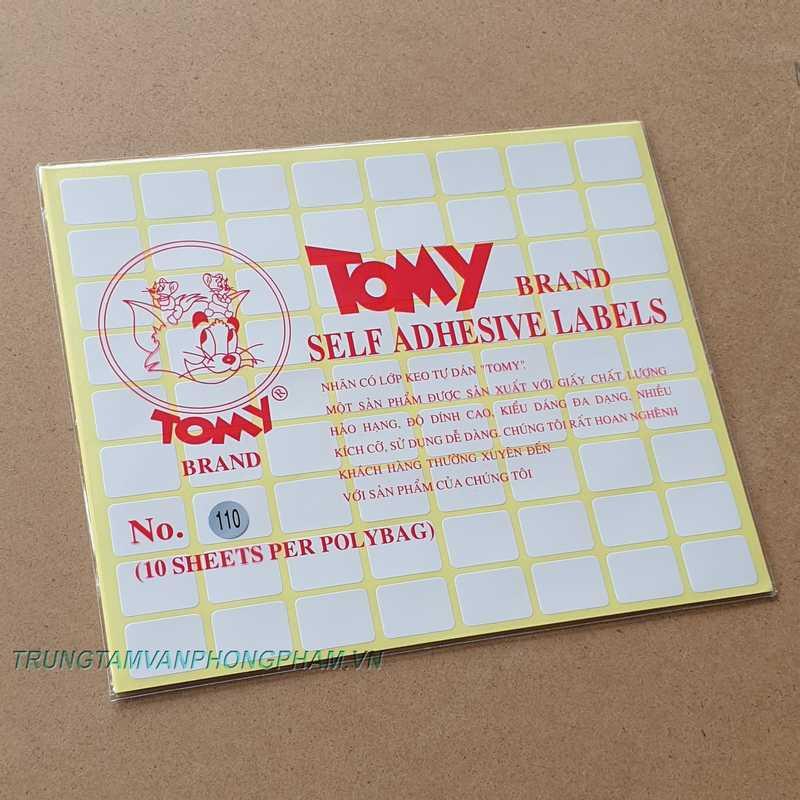 TOMY BRAND
SELF ADHESIVE LABELS
NHÃN CÓ LỚP KEO TỰ DÁN "TOMY".
MỘT SẢN PHẨM ĐƯỢC SẢN XUẤT VỚI GIẤY CHẤT LƯỢNG
HẢO HẠNG, ĐỘ DÍNH CAO, KIỂU DÁNG ĐA DẠNG, NHIỀU
KÍCH CỠ, SỬ DỤNG DỄ DÀNG. CHÚNG TÔI RẤT HOAN NGHÊNH
KHÁCH HÀNG THƯỜNG XUYÊN ĐẾN
VỚI SẢN PHẨM CỦA CHÚNG TÔI
TOMY®
BRAND
No. 110
(10 SHEETS PER POLYBAG)
TRUNGTAMVANPHONGPHAM.VN